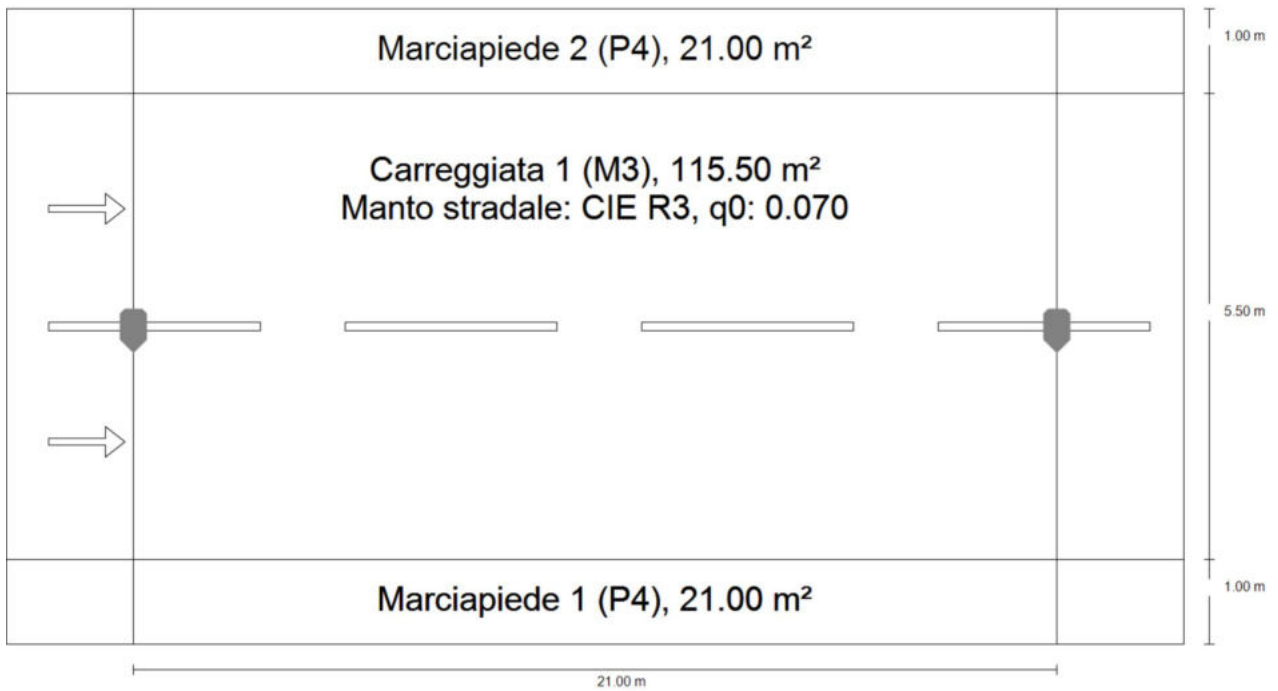 Marciapiede 2 (P4), 21.00 m²
1.00 m
Carreggiata 1 (M3), 115.50 m²
Manto stradale: CIE R3, q0: 0.070
5.50 m
Marciapiede 1 (P4), 21.00 m²
1.00 m
21.00 m